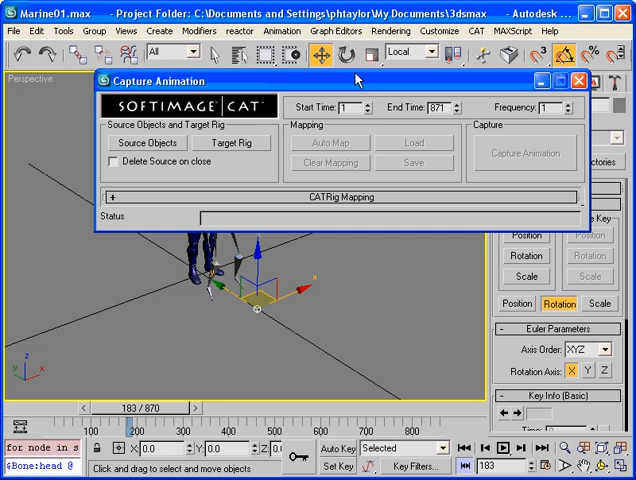 Marine01.max - Project Folder: C:\Documents and Settings\phtaylor\My Documents\3dsmax - Autodesk
File Edit Tools Group Views Create Modifiers reactor Animation Graph Editors Rendering Customize CAT MAXScript Help
All Local
Perspective
Capture Animation
SOFTIMAGE|CAT
Start Time: 1 End Time: 871 Frequency: 1
Source Objects and Target Rig Mapping Capture
Source Objects Target Rig Auto Map Load Capture Animation
Delete Source on close Clear Mapping Save
+ CATRig Mapping
Status
Key
Position Position
Rotation Rotation
Scale Scale
Position Rotation Scale
- Euler Parameters
Axis Order: XYZ
Rotation Axis: X Y Z
- Key Info (Basic)
x
z
x
183 / 870
100 200 300 400 500 600 700 800
for node in s X: 0.0 Y: 0.0 Z: Auto Key Selected
$Bone:head @ Click and drag to select and move objects Set Key Key Filters... 183